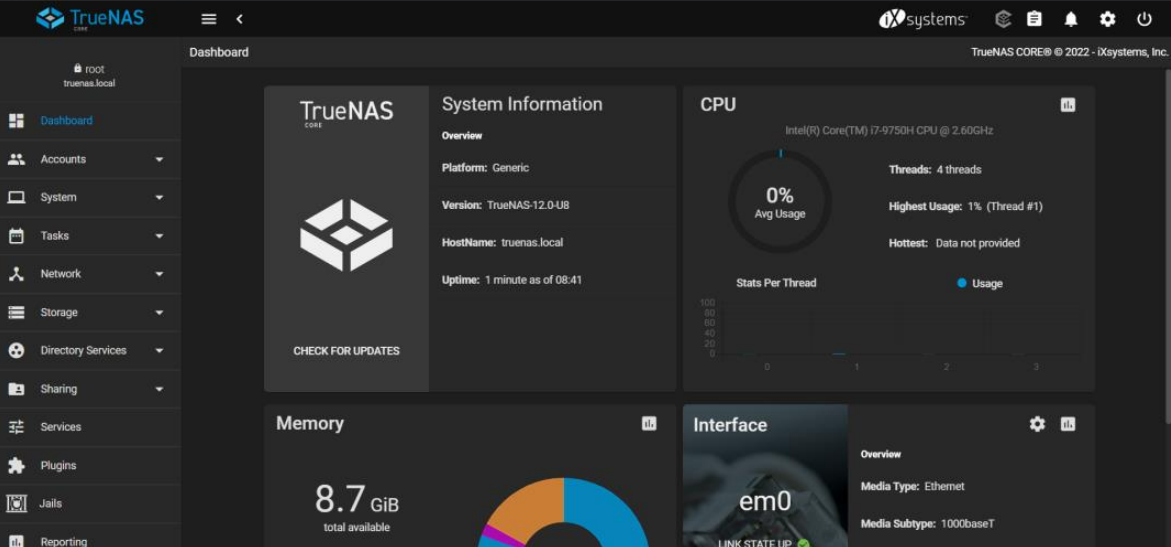 TrueNAS
CORE
iXsystems
root
truenas.local
Dashboard
TrueNAS CORE® © 2022 - iXsystems, Inc.
Dashboard
Accounts
System
Tasks
Network
Storage
Directory Services
Sharing
Services
Plugins
Jails
Reporting
TrueNAS
CORE
CHECK FOR UPDATES
System Information
Overview
Platform: Generic
Version: TrueNAS-12.0-U8
HostName: truenas.local
Uptime: 1 minute as of 08:41
CPU
Intel(R) Core(TM) i7-9750H CPU @ 2.60GHz
0%
Avg Usage
Threads: 4 threads
Highest Usage: 1% (Thread #1)
Hottest: Data not provided
Stats Per Thread
Usage
100
80
60
40
20
0
0 1 2 3
Memory
8.7 GiB
total available
Interface
em0
LINK STATE UP
Overview
Media Type: Ethernet
Media Subtype: 1000baseT